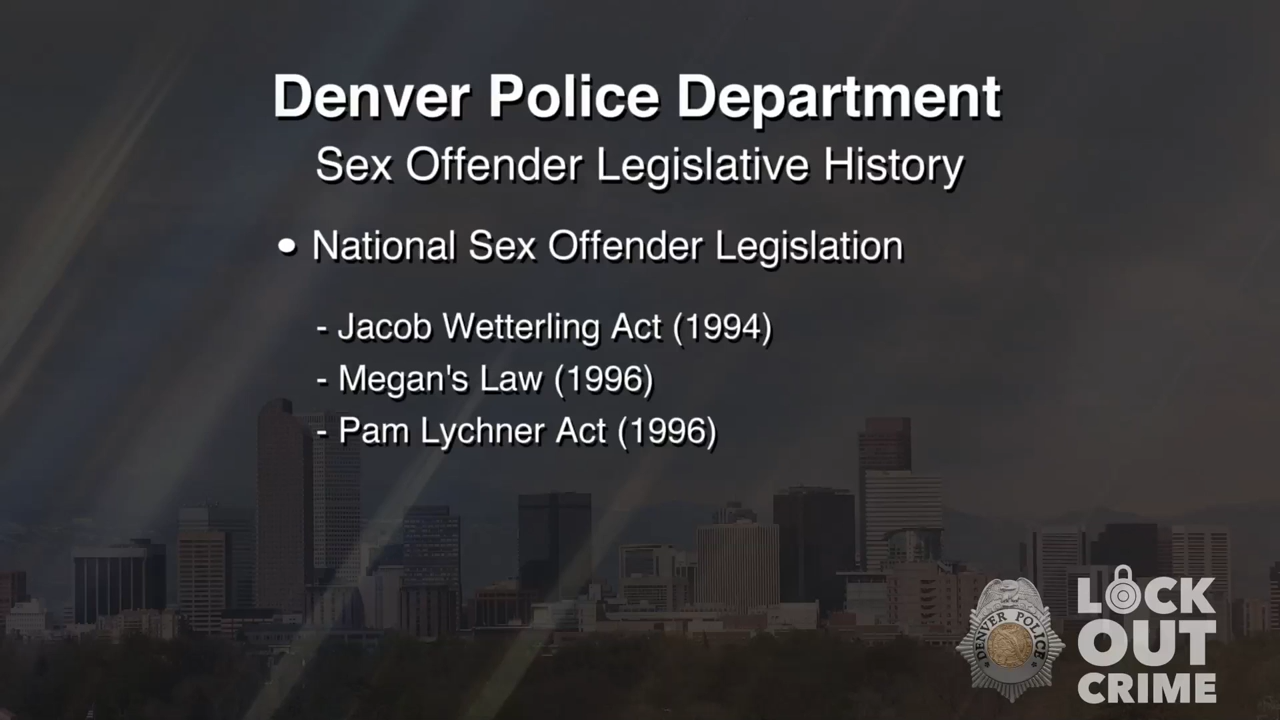 Denver Police Department
Sex Offender Legislative History
• National Sex Offender Legislation
- Jacob Wetterling Act (1994)
- Megan's Law (1996)
- Pam Lychner Act (1996)
DENVER POLICE
LOCK
OUT
CRIME